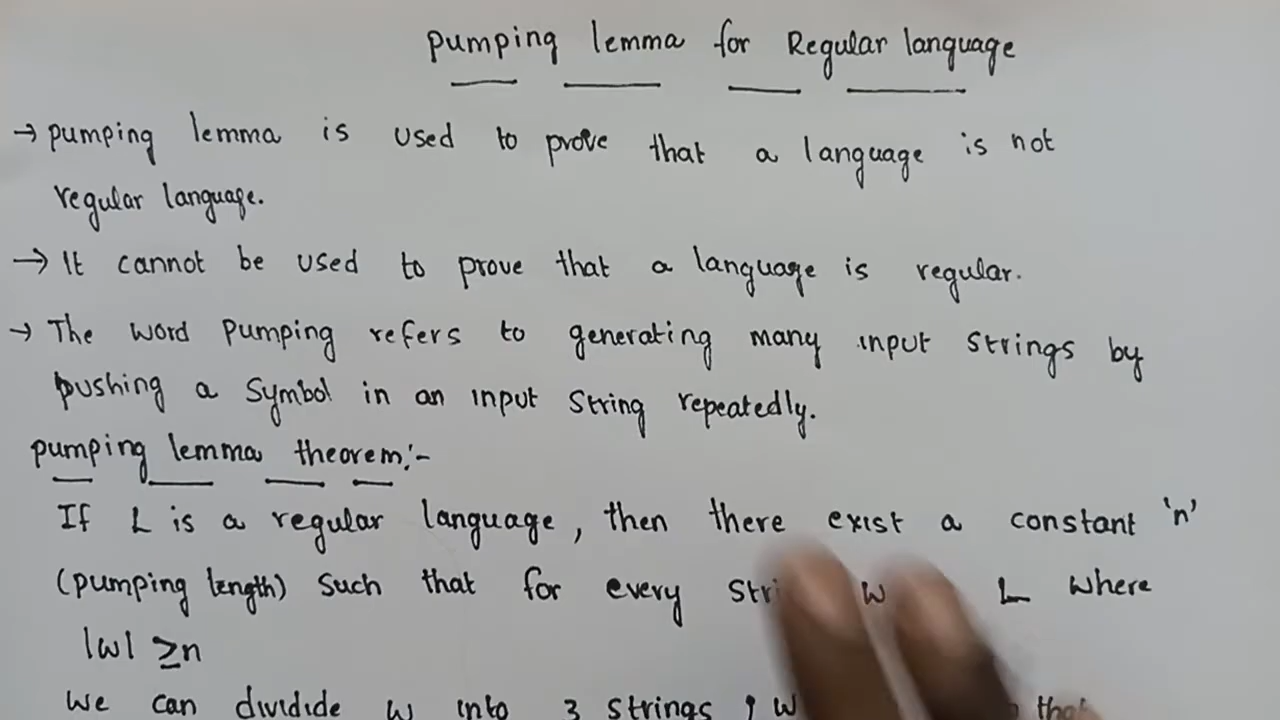 pumping lemma for Regular language
→ pumping lemma is used to prove that a language is not
regular language.
→ It cannot be used to prove that a language is regular.
→ The word pumping refers to generating many input strings by
pushing a symbol in an input string repeatedly.
pumping lemma theorem:-
If L is a regular language, then there exist a constant 'n'
(pumping length) such that for every w L where
|w| ≥n
we can dividide w into 3 strings, w that